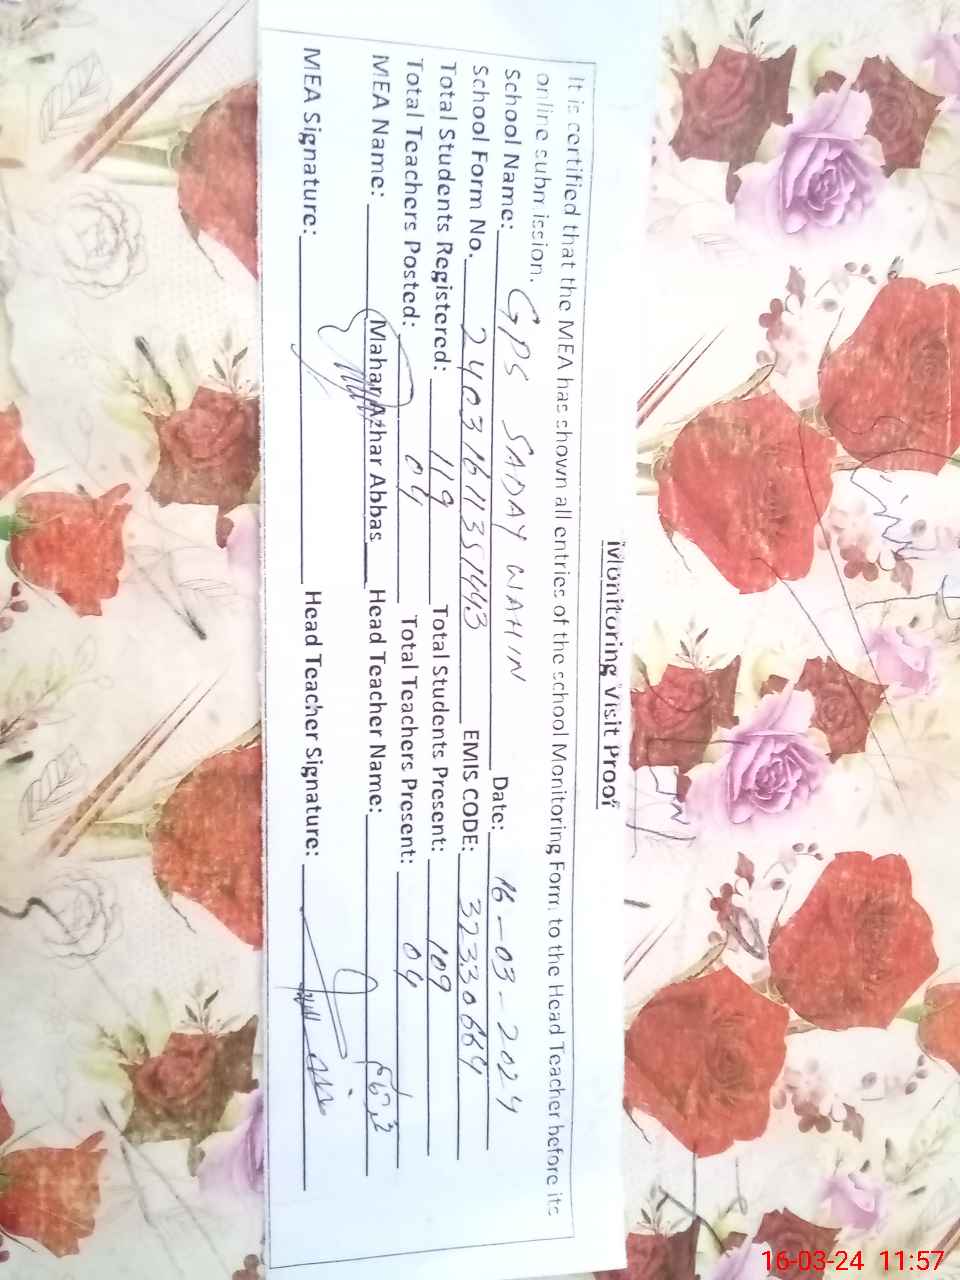 Monitoring Visit Proof
It is certified that the MEA has shown all entries of the school Monitoring Form to the Head Teacher before its
online submission.
School Name: GPS SADAY WAHIN Date: 16-03-2024
School Form No. 24031611351443 EMIS CODE: 32330664
Total Students Registered: 119 Total Students Present: 109
Total Teachers Posted: 04 Total Teachers Present: 04
MEA Name: Mahar Azhar Abbas Head Teacher Name:
MEA Signature: Head Teacher Signature:
16-03-24 11:57